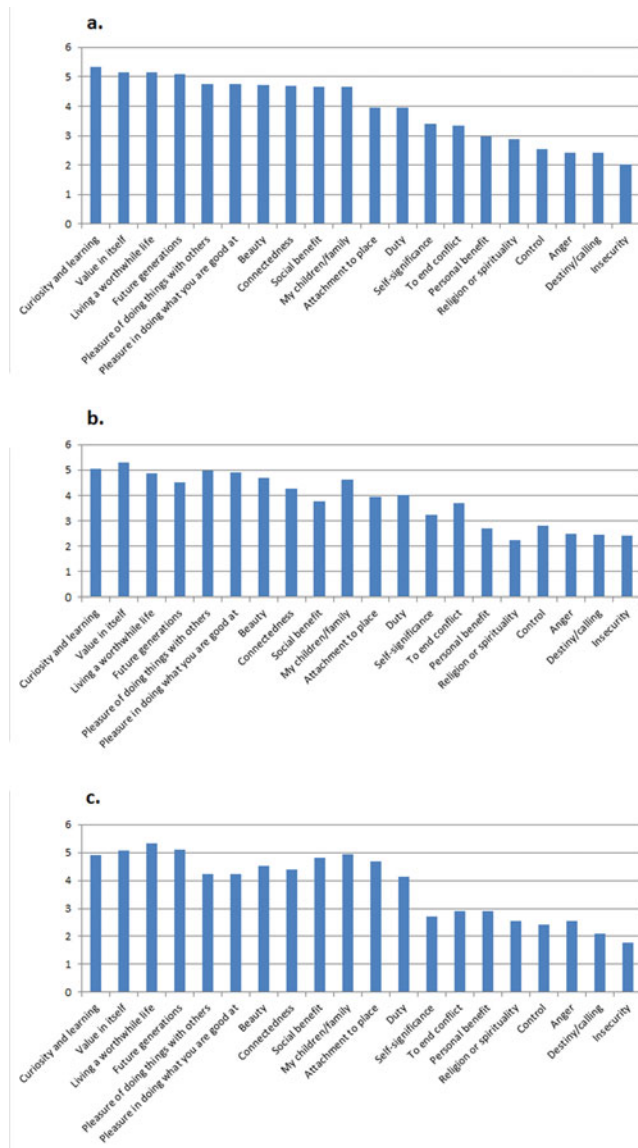 a.
6
5
4
3
2
1
0
Curiosity and learning
Value in itself
Living a worthwhile life
Future generations
Pleasure of doing things with others
Pleasure in doing what you are good at
Beauty
Connectedness
Social benefit
My children/family
Attachment to place
Duty
Self-significance
To end conflict
Personal benefit
Religion or spirituality
Control
Anger
Destiny/calling
Insecurity
b.
6
5
4
3
2
1
0
Curiosity and learning
Value in itself
Living a worthwhile life
Future generations
Pleasure of doing things with others
Pleasure in doing what you are good at
Beauty
Connectedness
Social benefit
My children/family
Attachment to place
Duty
Self-significance
To end conflict
Personal benefit
Religion or spirituality
Control
Anger
Destiny/calling
Insecurity
c.
6
5
4
3
2
1
0
Curiosity and learning
Value in itself
Living a worthwhile life
Future generations
Pleasure of doing things with others
Pleasure in doing what you are good at
Beauty
Connectedness
Social benefit
My children/family
Attachment to place
Duty
Self-significance
To end conflict
Personal benefit
Religion or spirituality
Control
Anger
Destiny/calling
Insecurity